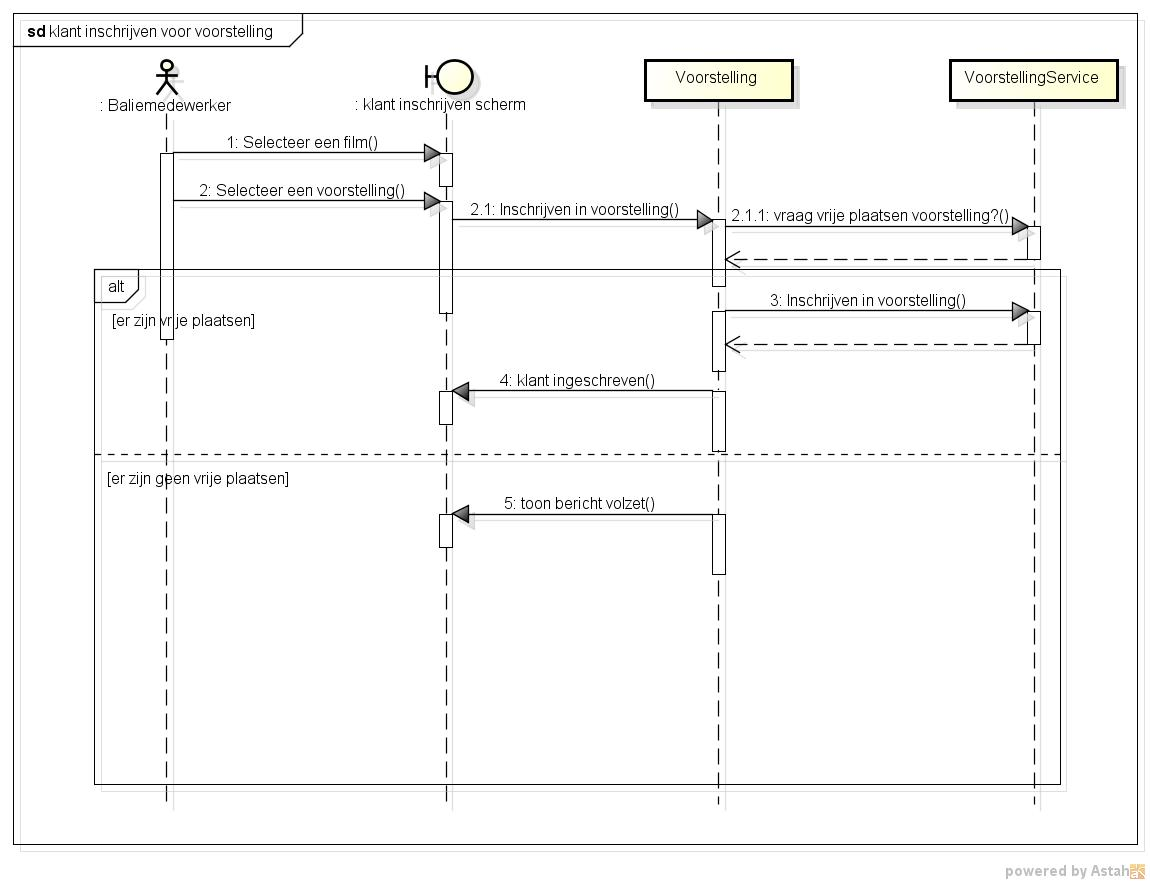 sd klant inschrijven voor voorstelling
: Baliemedewerker
: klant inschrijven scherm
Voorstelling
VoorstellingService
1: Selecteer een film()
2: Selecteer een voorstelling()
2.1: Inschrijven in voorstelling()
2.1.1: vraag vrije plaatsen voorstelling?()
alt
3: Inschrijven in voorstelling()
[er zijn vrije plaatsen]
4: klant ingeschreven()
[er zijn geen vrije plaatsen]
5: toon bericht volzet()
powered by Astah